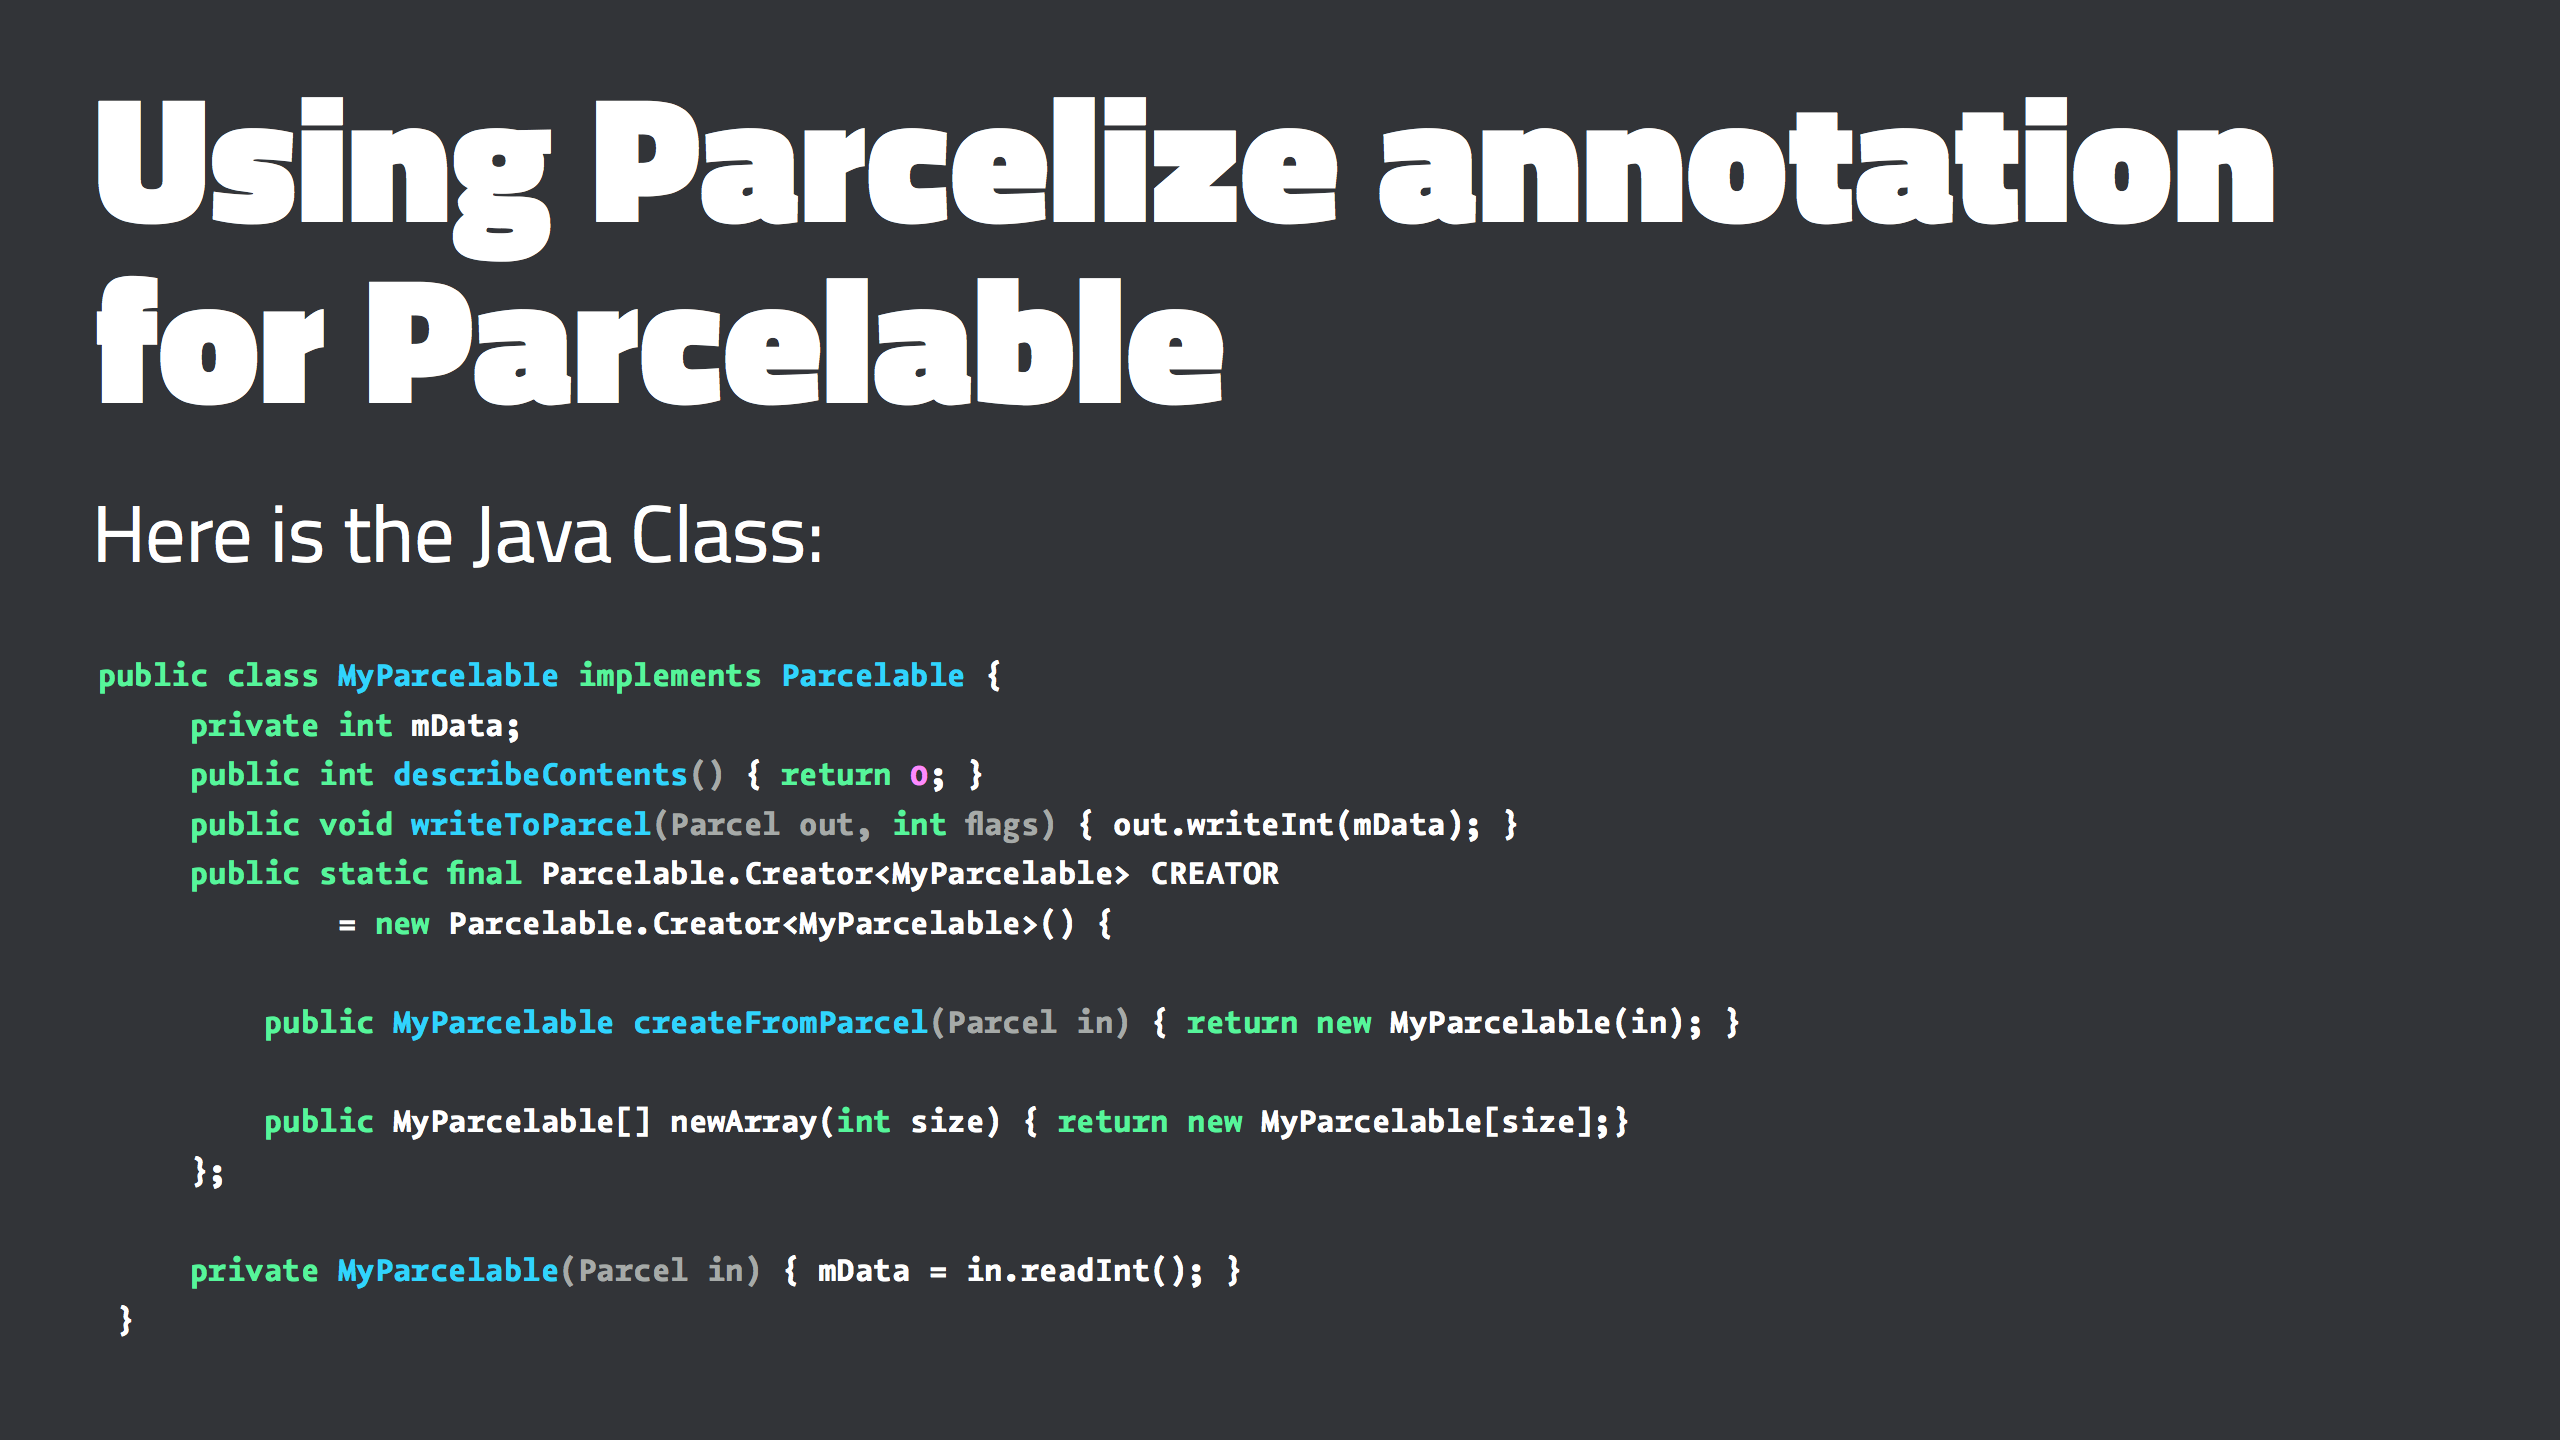 Using Parcelize annotation
for Parcelable
Here is the Java Class:
public class MyParcelable implements Parcelable {
     private int mData;
     public int describeContents() { return 0; }
     public void writeToParcel(Parcel out, int flags) { out.writeInt(mData); }
     public static final Parcelable.Creator<MyParcelable> CREATOR
             = new Parcelable.Creator<MyParcelable>() {
         public MyParcelable createFromParcel(Parcel in) { return new MyParcelable(in); }
         public MyParcelable[] newArray(int size) { return new MyParcelable[size];}
     };
     private MyParcelable(Parcel in) { mData = in.readInt(); }
 }